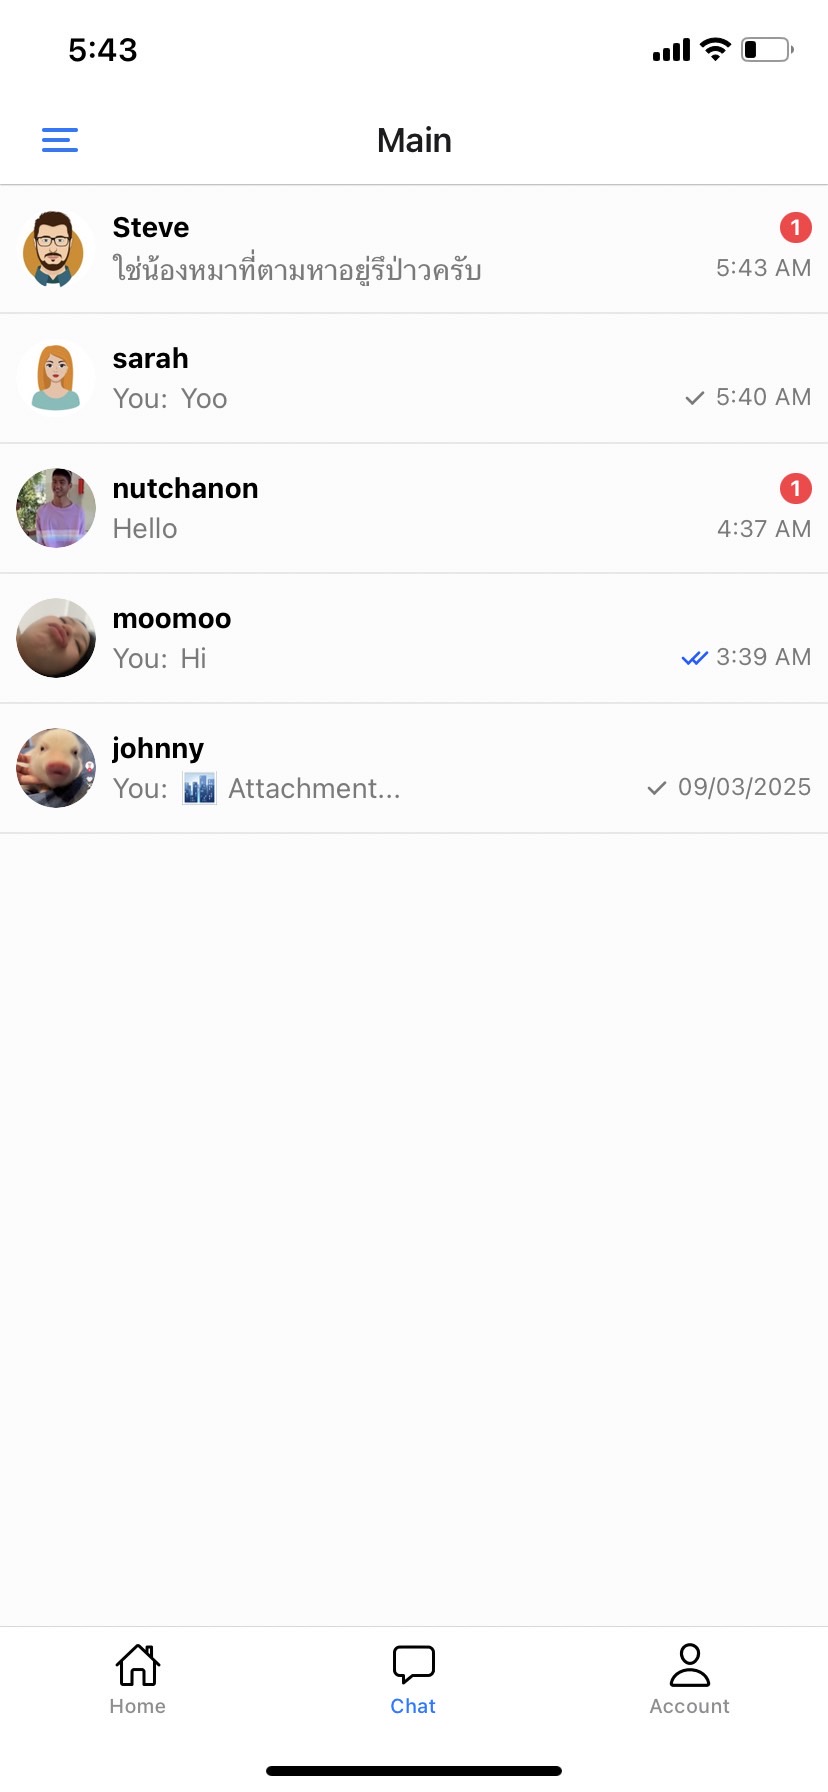 5:43
Main
Steve
1
ใช่น้องหมาที่ตามหาอยู่รึป่าวครับ
5:43 AM
sarah
You: Yoo
5:40 AM
nutchanon
1
Hello
4:37 AM
moomoo
You: Hi
3:39 AM
johnny
You: 🏙️ Attachment...
09/03/2025
Home
Chat
Account